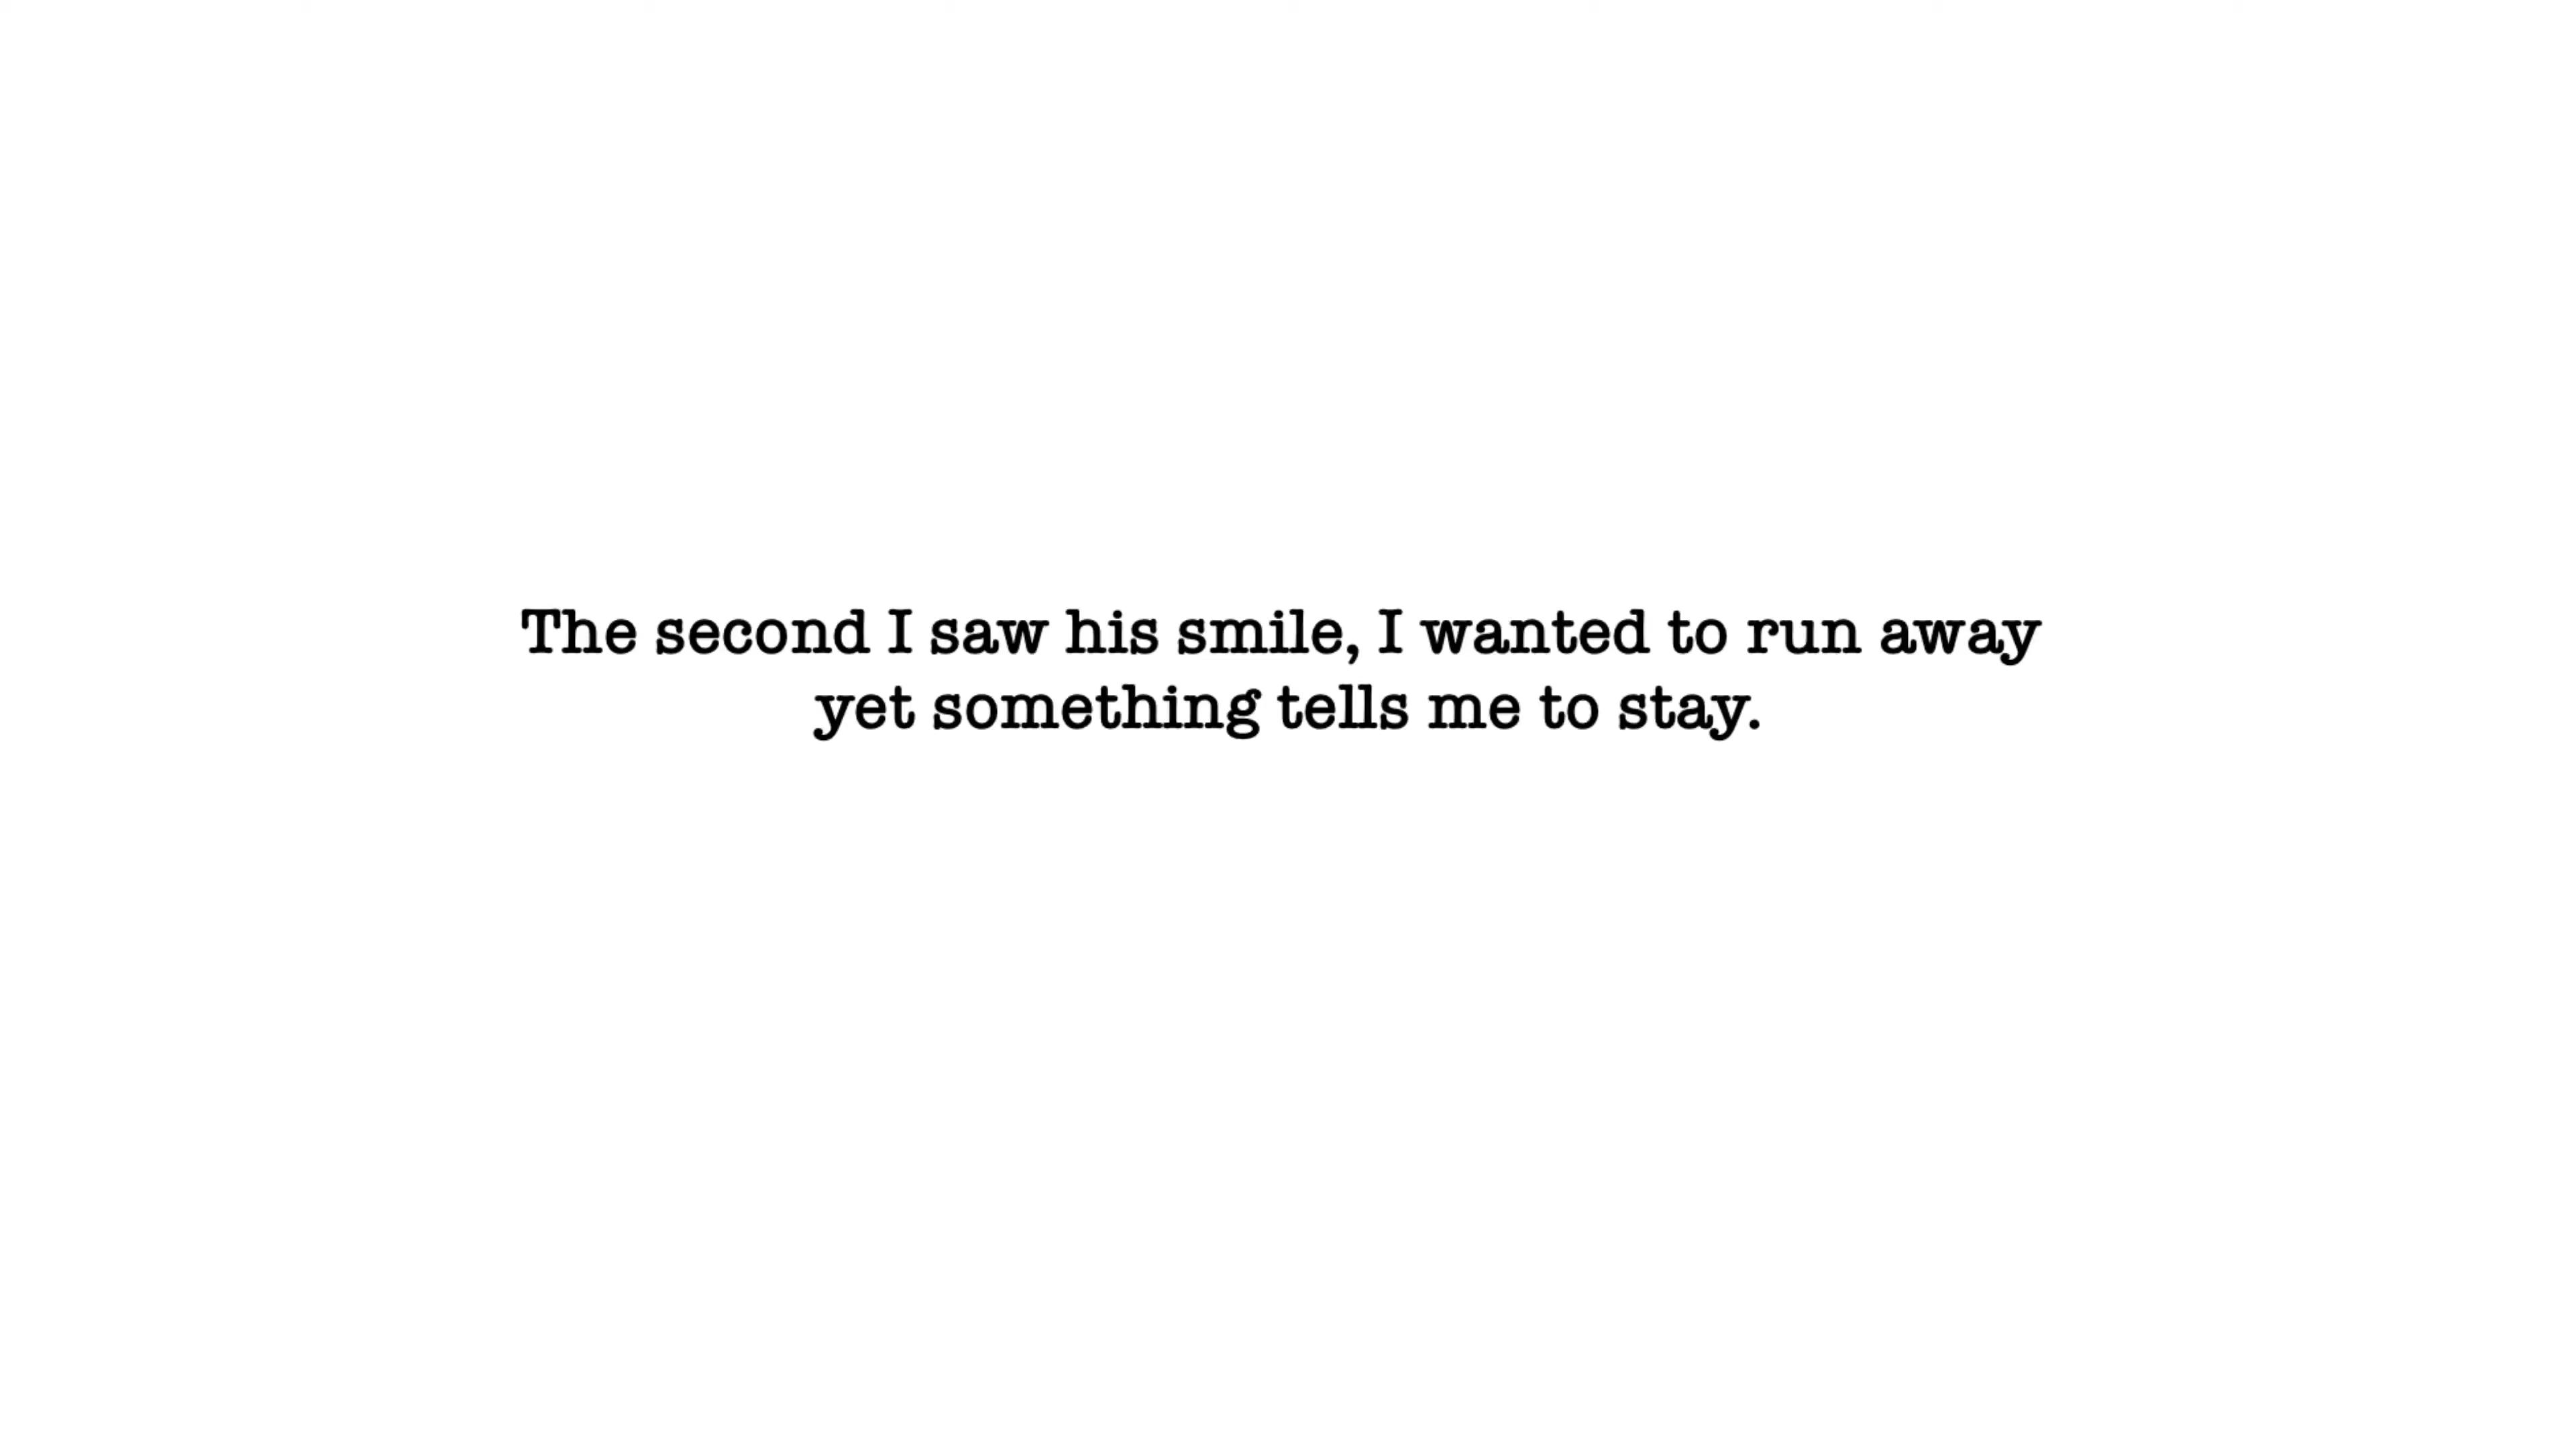 The second I saw his smile, I wanted to run away
yet something tells me to stay.